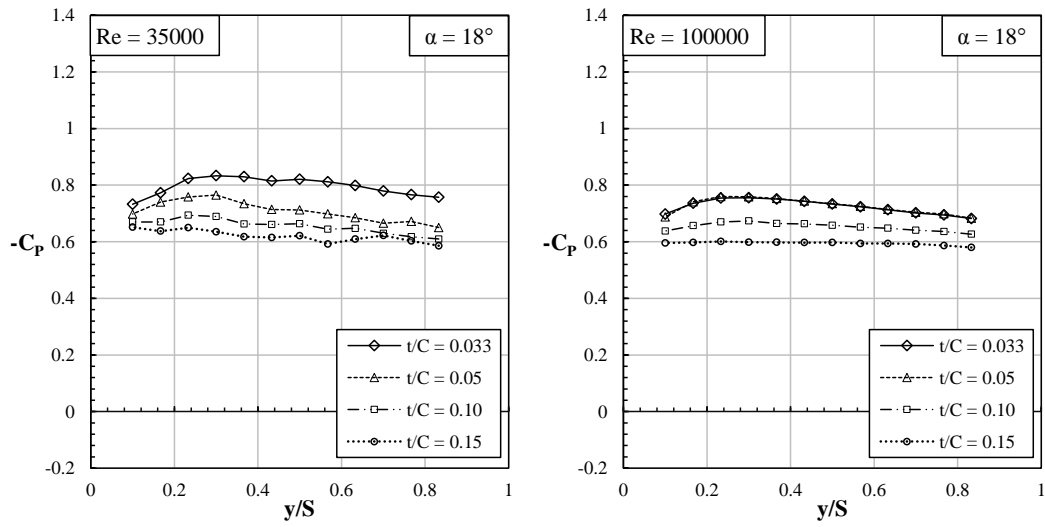 Re = 35000
α = 18°
1.4
1.2
1
0.8
0.6
0.4
0.2
0
-0.2
-C_P
t/C = 0.033
t/C = 0.05
t/C = 0.10
t/C = 0.15
0 0.2 0.4 0.6 0.8 1
y/S
Re = 100000
α = 18°
1.4
1.2
1
0.8
0.6
0.4
0.2
0
-0.2
-C_P
t/C = 0.033
t/C = 0.05
t/C = 0.10
t/C = 0.15
0 0.2 0.4 0.6 0.8 1
y/S